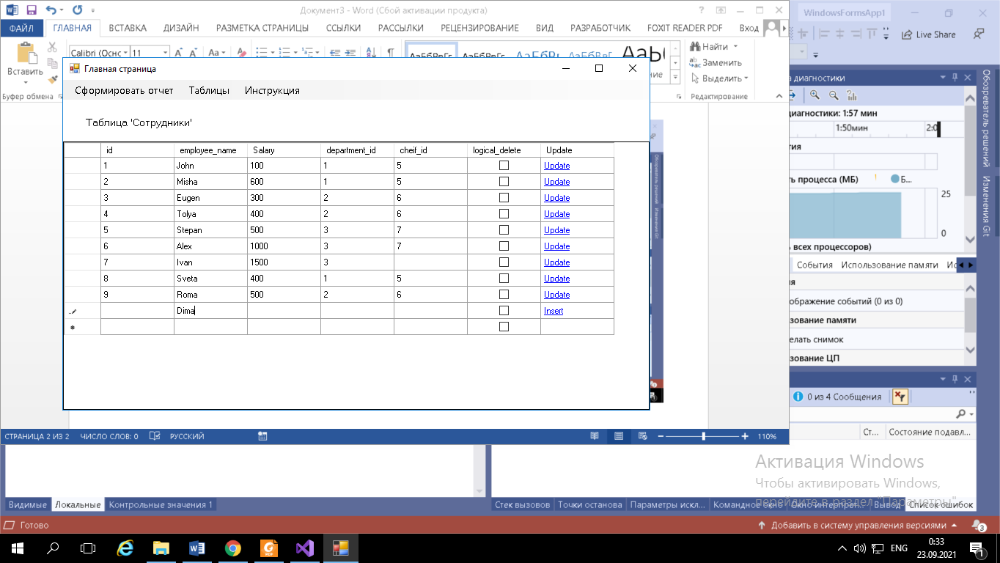 Документ3 - Word (Сбой активации продукта)
WindowsFormsApp1
ФАЙЛ ГЛАВНАЯ ВСТАВКА ДИЗАЙН РАЗМЕТКА СТРАНИЦЫ ССЫЛКИ РАССЫЛКИ РЕЦЕНЗИРОВАНИЕ ВИД РАЗРАБОТЧИК FOXIT READER PDF Вход
Live Share
Вставить
Calibri (Оснс 11
Найти
Заменить
Выделить
Буфер обмена
Редактирование
Главная страница
Сформировать отчет Таблицы Инструкция
Таблица 'Сотрудники'
id employee_name Salary department_id cheif_id logical_delete Update
1 John 100 1 5 Update
2 Misha 600 1 5 Update
3 Eugen 300 2 6 Update
4 Tolya 400 2 6 Update
5 Stepan 500 3 7 Update
6 Alex 1000 3 7 Update
7 Ivan 1500 3 Update
8 Sveta 400 1 5 Update
9 Roma 500 2 6 Update
Dima Insert
а диагностики
диагностики: 1:57 мин
1:50мин 2:0
тия
ть процесса (МБ) Б...
25
0
ь всех процессоров)
События Использование памяти Ис
ия
ображение событий (0 из 0)
зование памяти
елать снимок
зование ЦП
0 из 4 Сообщения
Ст... Состояние подавл...
Обозреватель решений
Изменения Git
СТРАНИЦА 2 ИЗ 2 ЧИСЛО СЛОВ: 0 РУССКИЙ 110%
Активация Windows
Чтобы активировать Windows,
перейдите в раздел "Параметры".
Видимые Локальные Контрольные значения 1
Стек вызовов Точки останова Параметры искл... Командное окно Окно интерпрет... Вывод Список ошибок
Готово
Добавить в систему управления версиями 3
ENG
0:33
23.09.2021
1